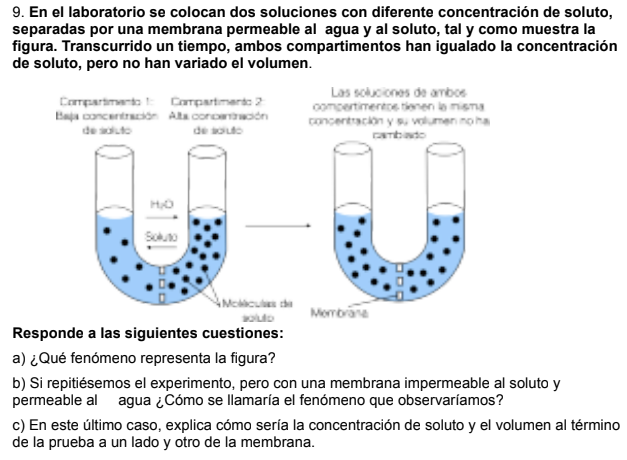 9. En el laboratorio se colocan dos soluciones con diferente concentración de soluto,
separadas por una membrana permeable al agua y al soluto, tal y como muestra la
figura. Transcurrido un tiempo, ambos compartimentos han igualado la concentración
de soluto, pero no han variado el volumen.
Compartimento 1:
Baja concentración
de soluto
Compartimento 2:
Alta concentración
de soluto
Las soluciones de ambos
compartimentos tienen la misma
concentración y su volumen no ha
cambiado
H₂O
Soluto
Moléculas de
soluto
Membrana
Responde a las siguientes cuestiones:
a) ¿Qué fenómeno representa la figura?
b) Si repitiésemos el experimento, pero con una membrana impermeable al soluto y
permeable al agua ¿Cómo se llamaría el fenómeno que observaríamos?
c) En este último caso, explica cómo sería la concentración de soluto y el volumen al término
de la prueba a un lado y otro de la membrana.